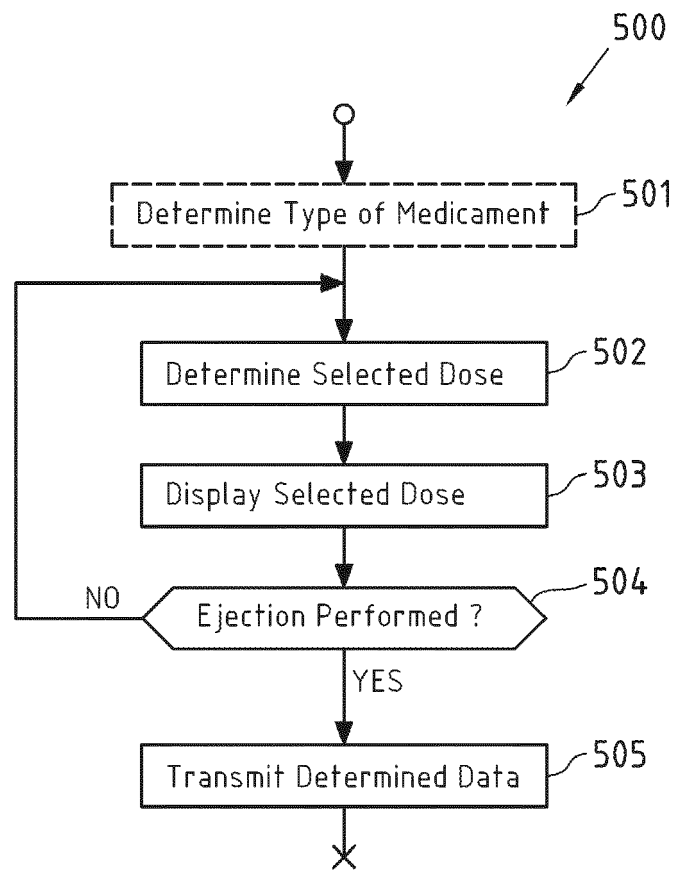 500
Determine Type of Medicament
501
Determine Selected Dose
502
Display Selected Dose
503
Ejection Performed ?
504
NO
YES
Transmit Determined Data
505